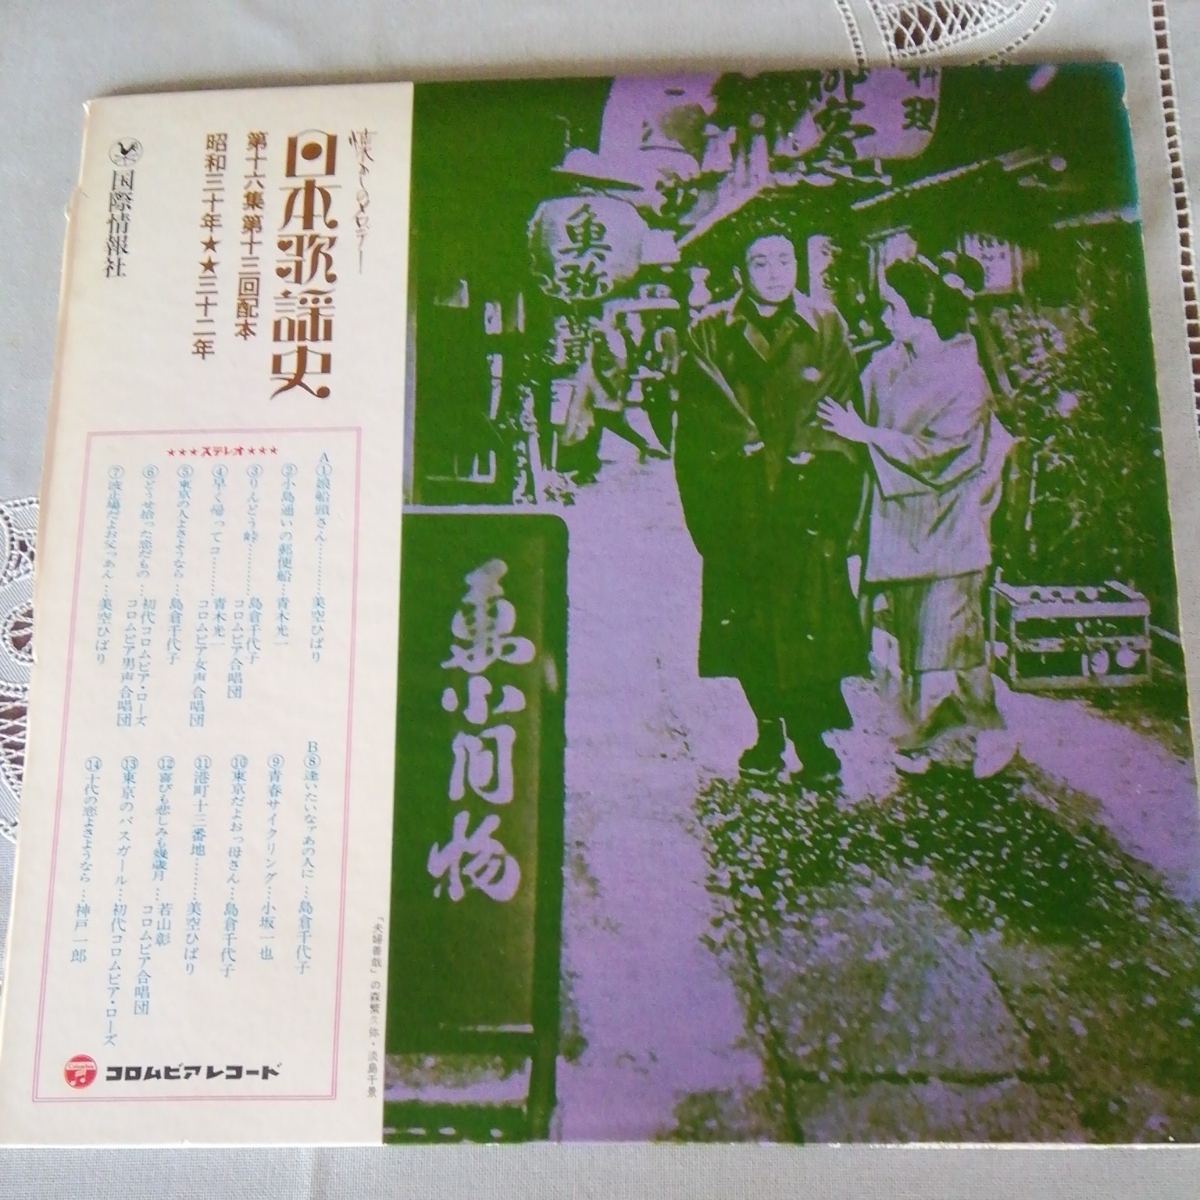 懐かしのメロディー
日本歌謡史
第十六集 第十三回配本
昭和三十年★★三十二年
国際情報社
★★★ステレオ★★★
A①娘船頭さん…………美空ひばり
②小島通いの郵便船…青木光一
③りんどう峠…………島倉千代子
コロムビア合唱団
④早く帰ってコ………青木光一
コロムビア女声合唱団
⑤東京の人よさようなら…島倉千代子
⑥どうせ拾った恋だもの…初代コロムビア・ローズ
コロムビア男声合唱団
⑦波止場だよお父っあん…美空ひばり
B⑧逢いたいなァあの人に…島倉千代子
⑨青春サイクリング…小坂一也
⑩東京だよおっ母さん…島倉千代子
⑪港町十三番地………美空ひばり
⑫喜びも悲しみも幾歳月…若山彰
コロムビア合唱団
⑬東京のバスガール…初代コロムビア・ローズ
⑭十代の恋よさようなら…神戸一郎
Columbia
コロムビアレコード
「夫婦善哉」の森繁久弥・淡島千景
料理
魚弥
小間物